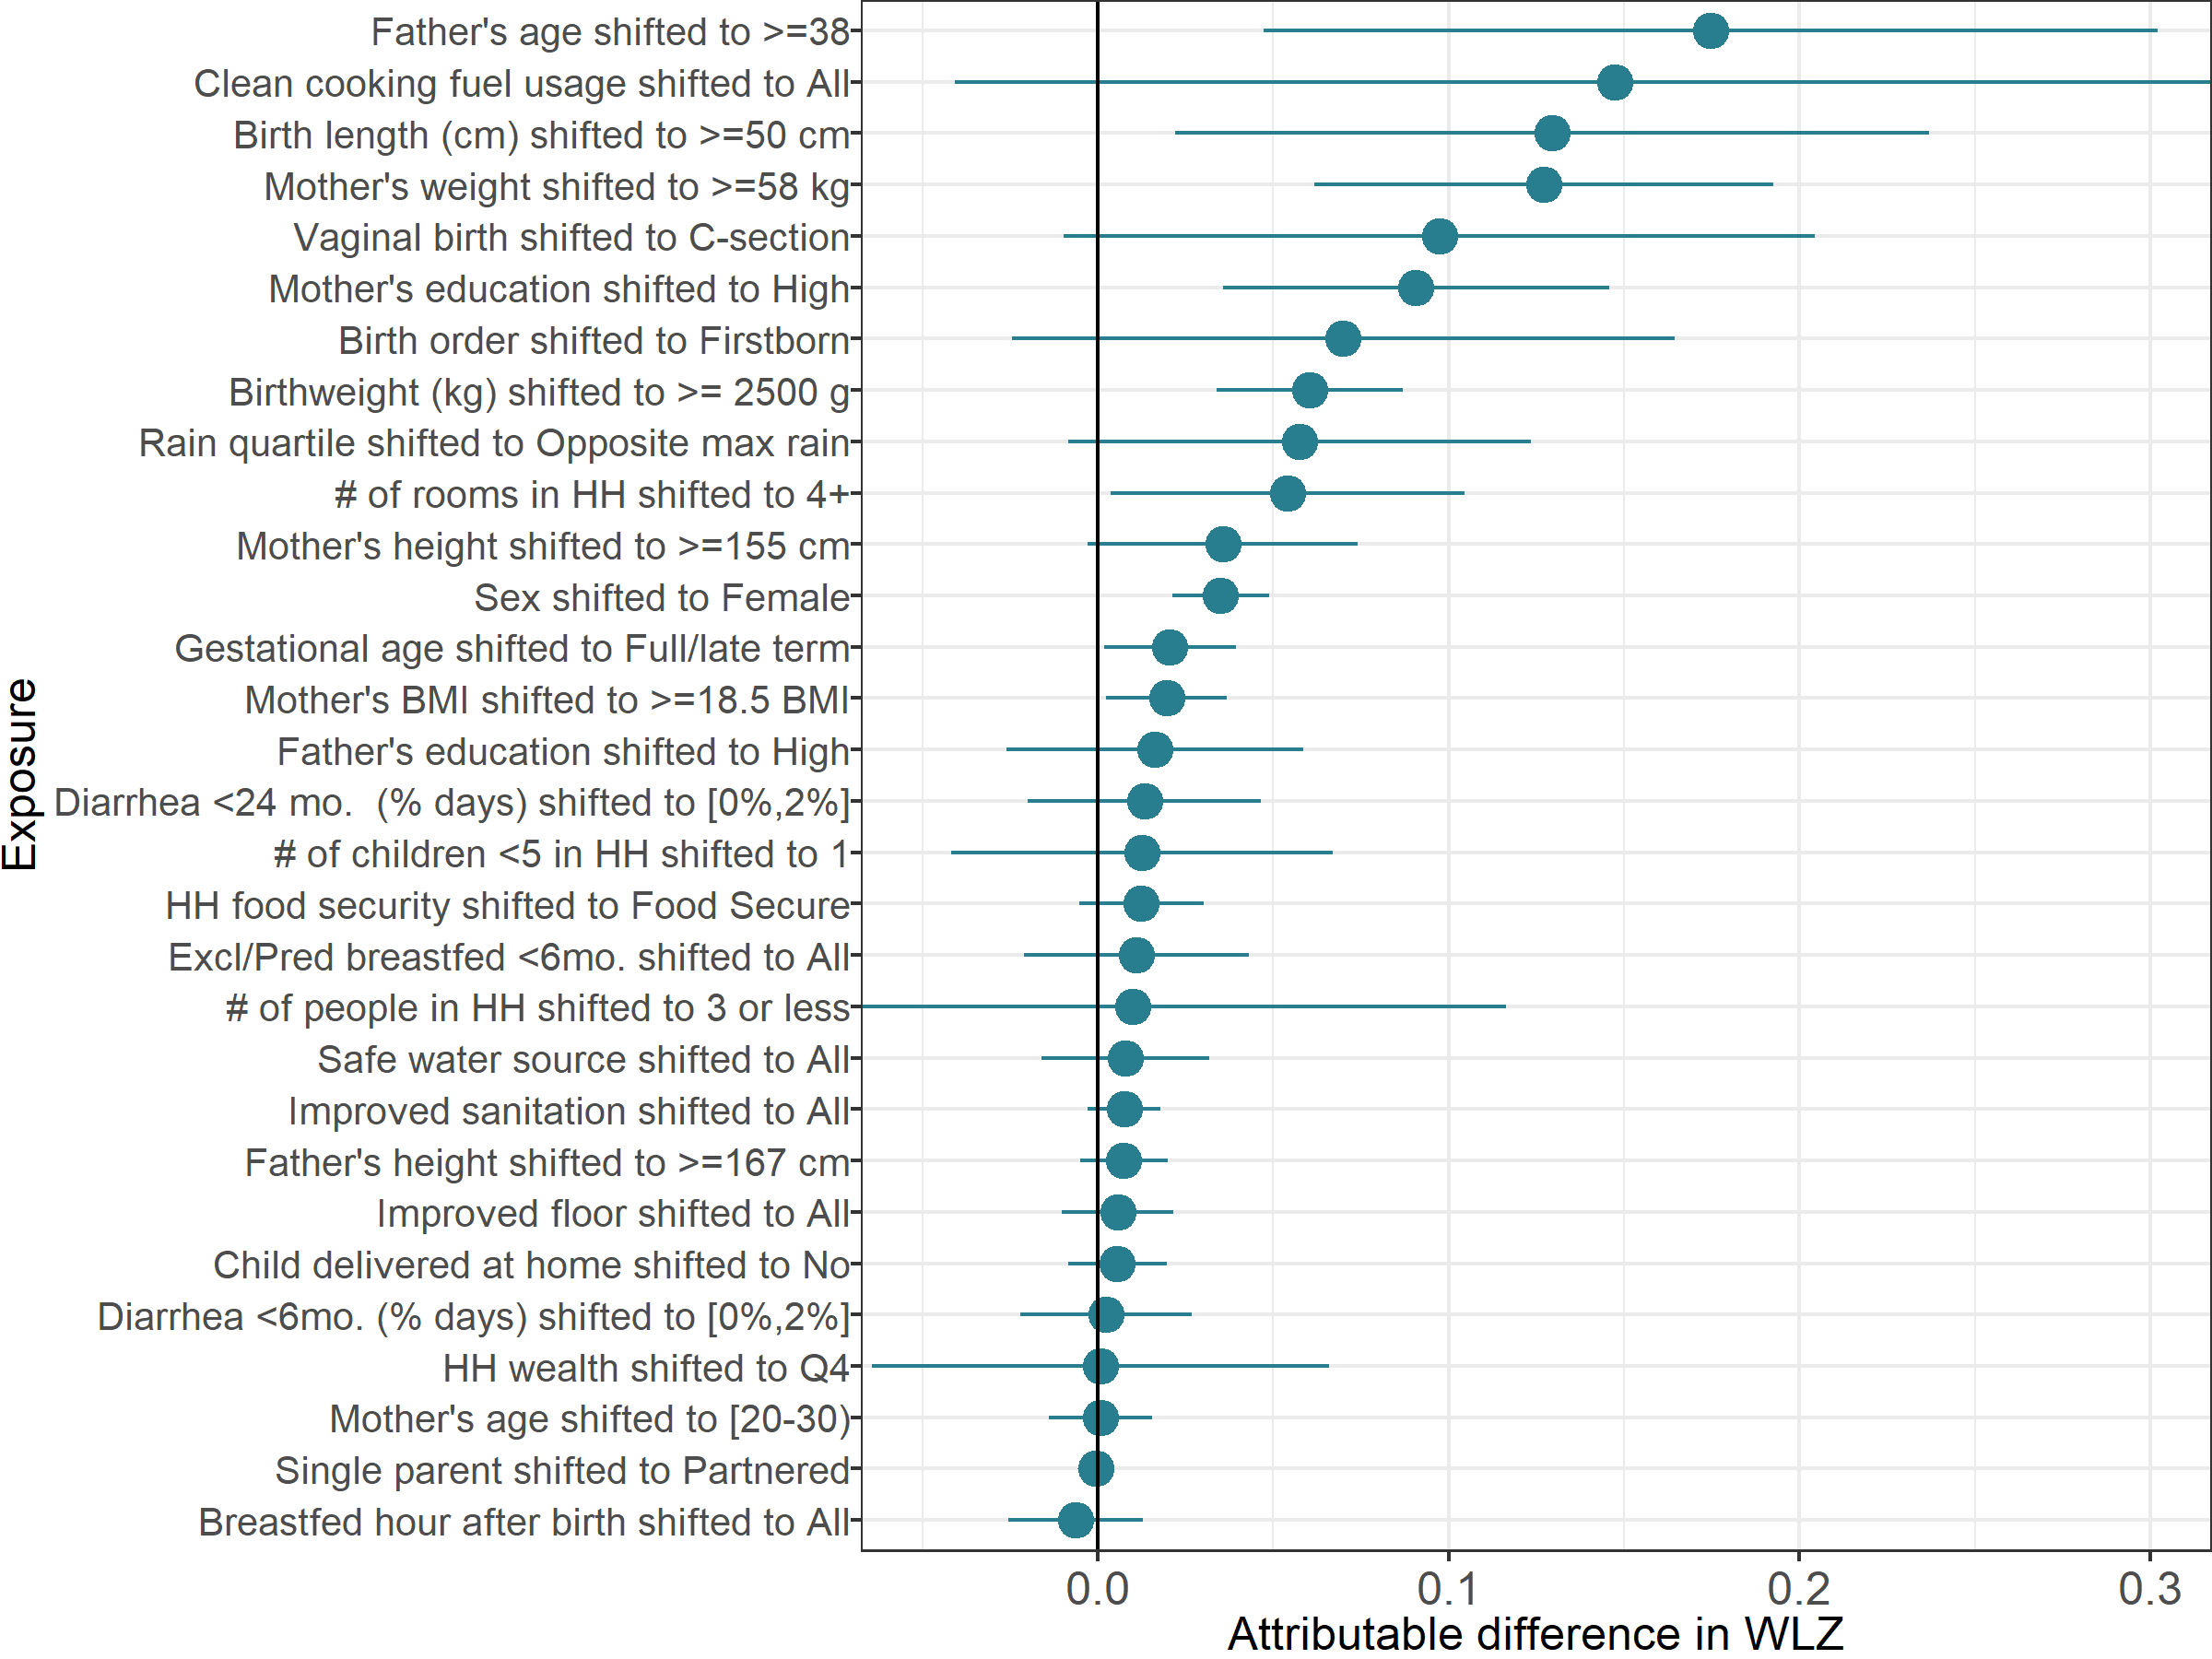 Father's age shifted to >=38
Clean cooking fuel usage shifted to All
Birth length (cm) shifted to >=50 cm
Mother's weight shifted to >=58 kg
Vaginal birth shifted to C-section
Mother's education shifted to High
Birth order shifted to Firstborn
Birthweight (kg) shifted to >= 2500 g
Rain quartile shifted to Opposite max rain
# of rooms in HH shifted to 4+
Mother's height shifted to >=155 cm
Sex shifted to Female
Gestational age shifted to Full/late term
Mother's BMI shifted to >=18.5 BMI
Father's education shifted to High
Diarrhea <24 mo.  (% days) shifted to [0%,2%]
# of children <5 in HH shifted to 1
HH food security shifted to Food Secure
Excl/Pred breastfed <6mo. shifted to All
# of people in HH shifted to 3 or less
Safe water source shifted to All
Improved sanitation shifted to All
Father's height shifted to >=167 cm
Improved floor shifted to All
Child delivered at home shifted to No
Diarrhea <6mo. (% days) shifted to [0%,2%]
HH wealth shifted to Q4
Mother's age shifted to [20-30)
Single parent shifted to Partnered
Breastfed hour after birth shifted to All
Exposure
0.0 0.1 0.2 0.3
Attributable difference in WLZ